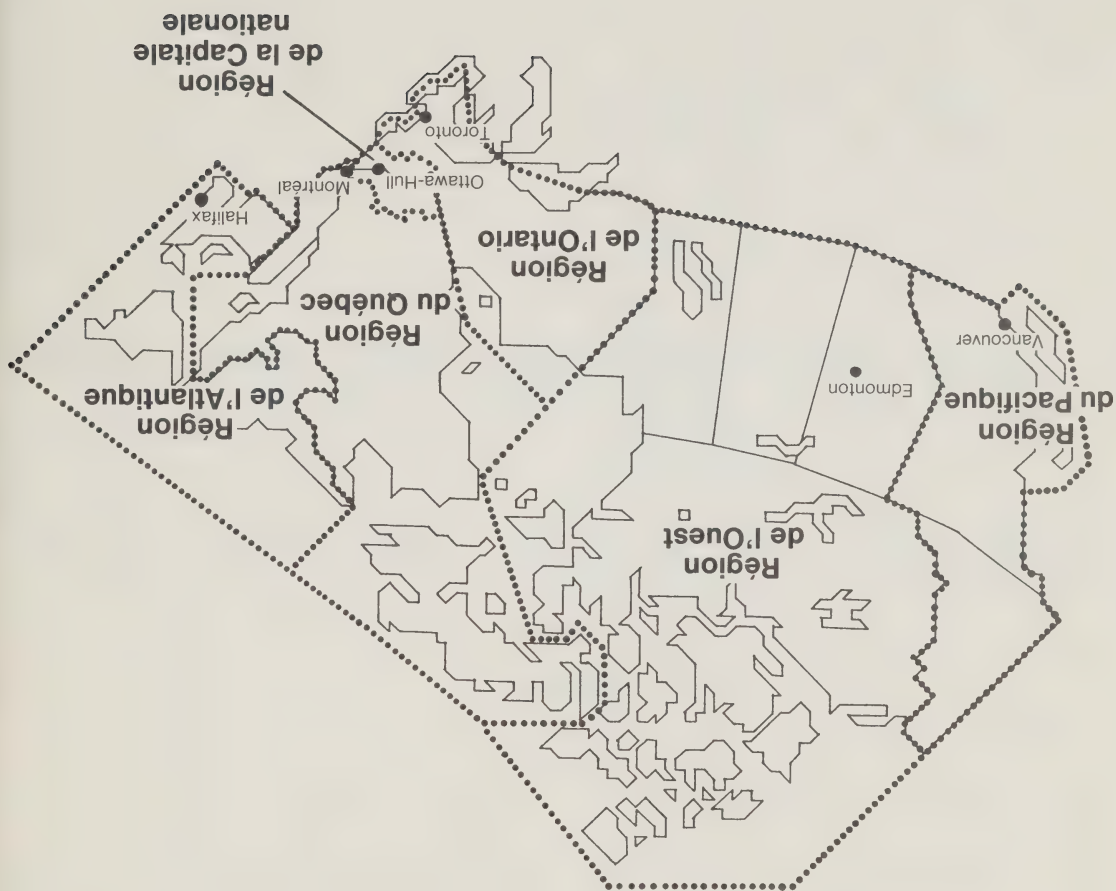 Région
de l'Ouest
Région
du Pacifique
Région
de l'Atlantique
Edmonton
Vancouver
Région
du Québec
Région
de l'Ontario
Halifax
Ottawa-Hull
Montréal
Toronto
Région
de la Capitale
nationale